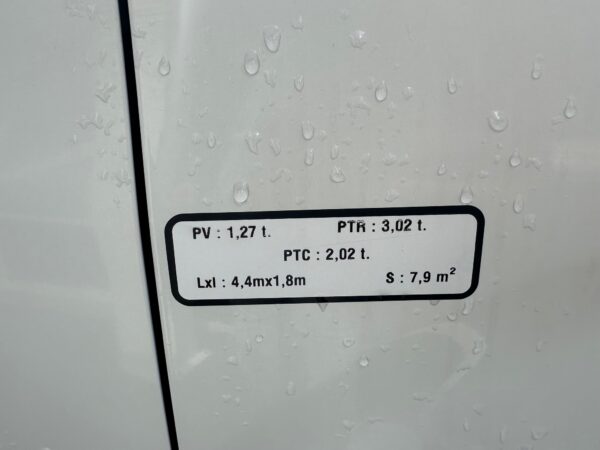 PV : 1,27 t. PTR : 3,02 t.
PTC : 2,02 t.
Lxl : 4,4mx1,8m S : 7,9 m²